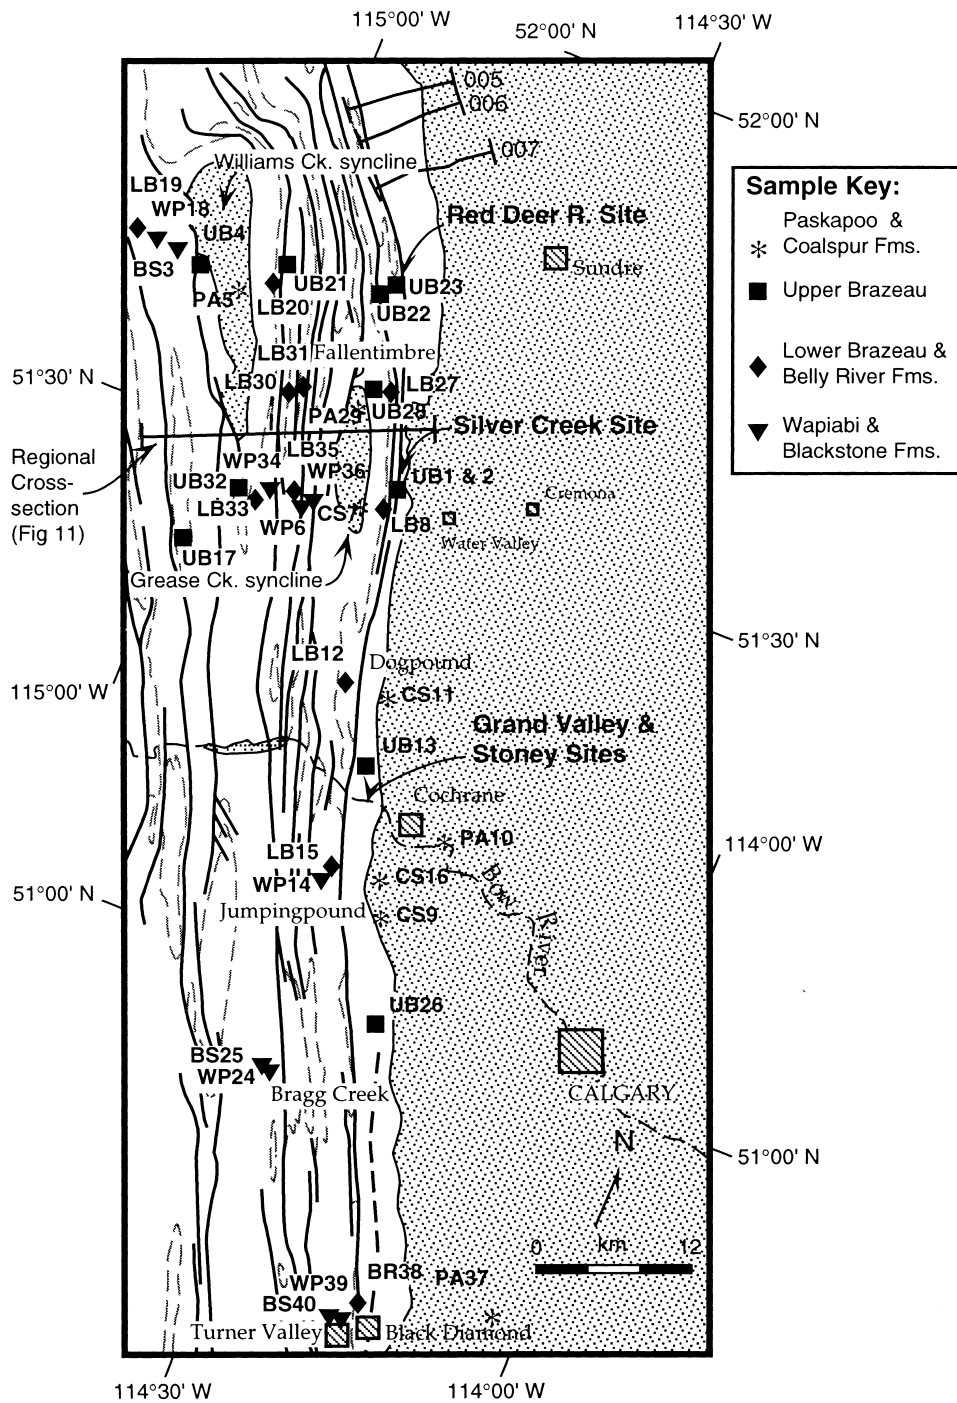 115°00' W
52°00' N
114°30' W
005
006
52°00' N
007
Williams Ck. syncline
LB19
WP18
UB4
BS3
Red Deer R. Site
Sundre
PA5
UB21
LB20
UB23
UB22
Sample Key:
Paskapoo &
Coalspur Fms.
Upper Brazeau
Lower Brazeau &
Belly River Fms.
Wapiabi &
Blackstone Fms.
51°30' N
LB31
Fallentimbre
LB30
LB27
PA29
UB28
Silver Creek Site
Regional
Cross-
section
(Fig 11)
LB35
WP34
WP36
UB32
UB1 & 2
LB33
WP6
CS7
LB8
Cremona
Water Valley
UB17
Grease Ck. syncline
51°30' N
LB12
Dogpound
115°00' W
CS11
Grand Valley &
Stoney Sites
UB13
Cochrane
PA10
114°00' W
LB15
WP14
CS16
Bow
River
51°00' N
Jumpingpound
CS9
UB26
BS25
WP24
Bragg Creek
CALGARY
N
51°00' N
0 km 12
BR38
PA37
WP39
BS40
Turner Valley
Black Diamond
114°30' W
114°00' W